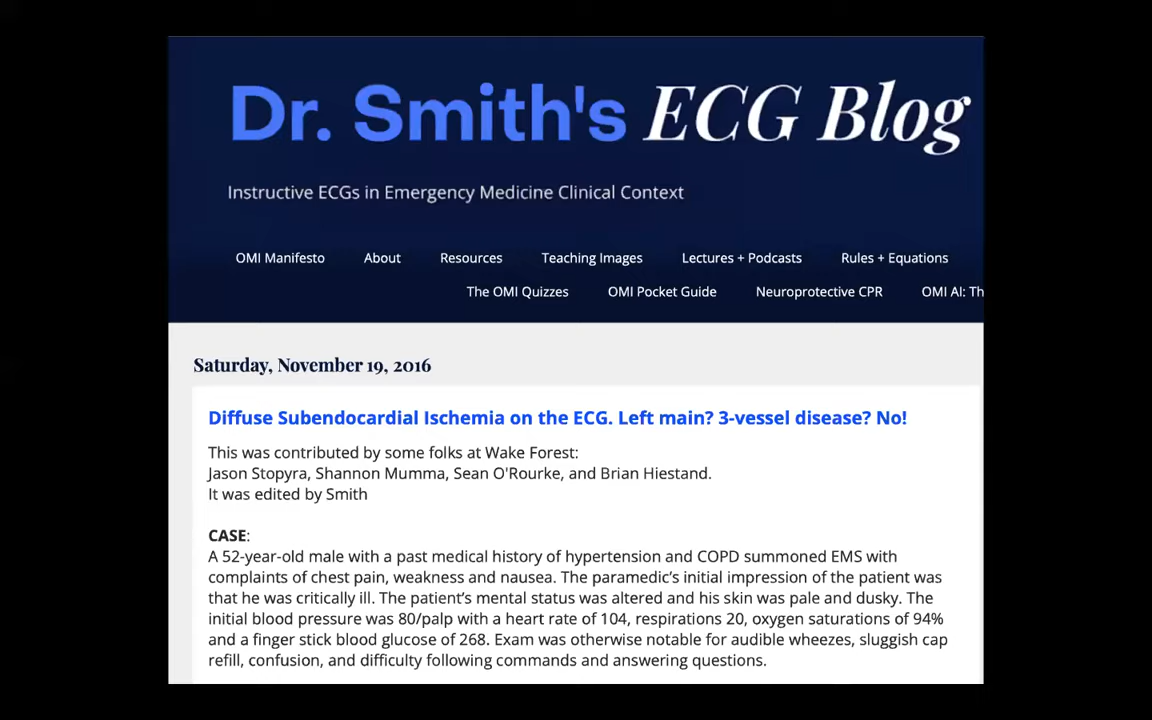 Dr. Smith's ECG Blog
Instructive ECGs in Emergency Medicine Clinical Context
OMI Manifesto About Resources Teaching Images Lectures + Podcasts Rules + Equations
The OMI Quizzes OMI Pocket Guide Neuroprotective CPR OMI AI: Th
Saturday, November 19, 2016
Diffuse Subendocardial Ischemia on the ECG. Left main? 3-vessel disease? No!
This was contributed by some folks at Wake Forest:
Jason Stopyra, Shannon Mumma, Sean O'Rourke, and Brian Hiestand.
It was edited by Smith
CASE:
A 52-year-old male with a past medical history of hypertension and COPD summoned EMS with
complaints of chest pain, weakness and nausea. The paramedic's initial impression of the patient was
that he was critically ill. The patient's mental status was altered and his skin was pale and dusky. The
initial blood pressure was 80/palp with a heart rate of 104, respirations 20, oxygen saturations of 94%
and a finger stick blood glucose of 268. Exam was otherwise notable for audible wheezes, sluggish cap
refill, confusion, and difficulty following commands and answering questions.